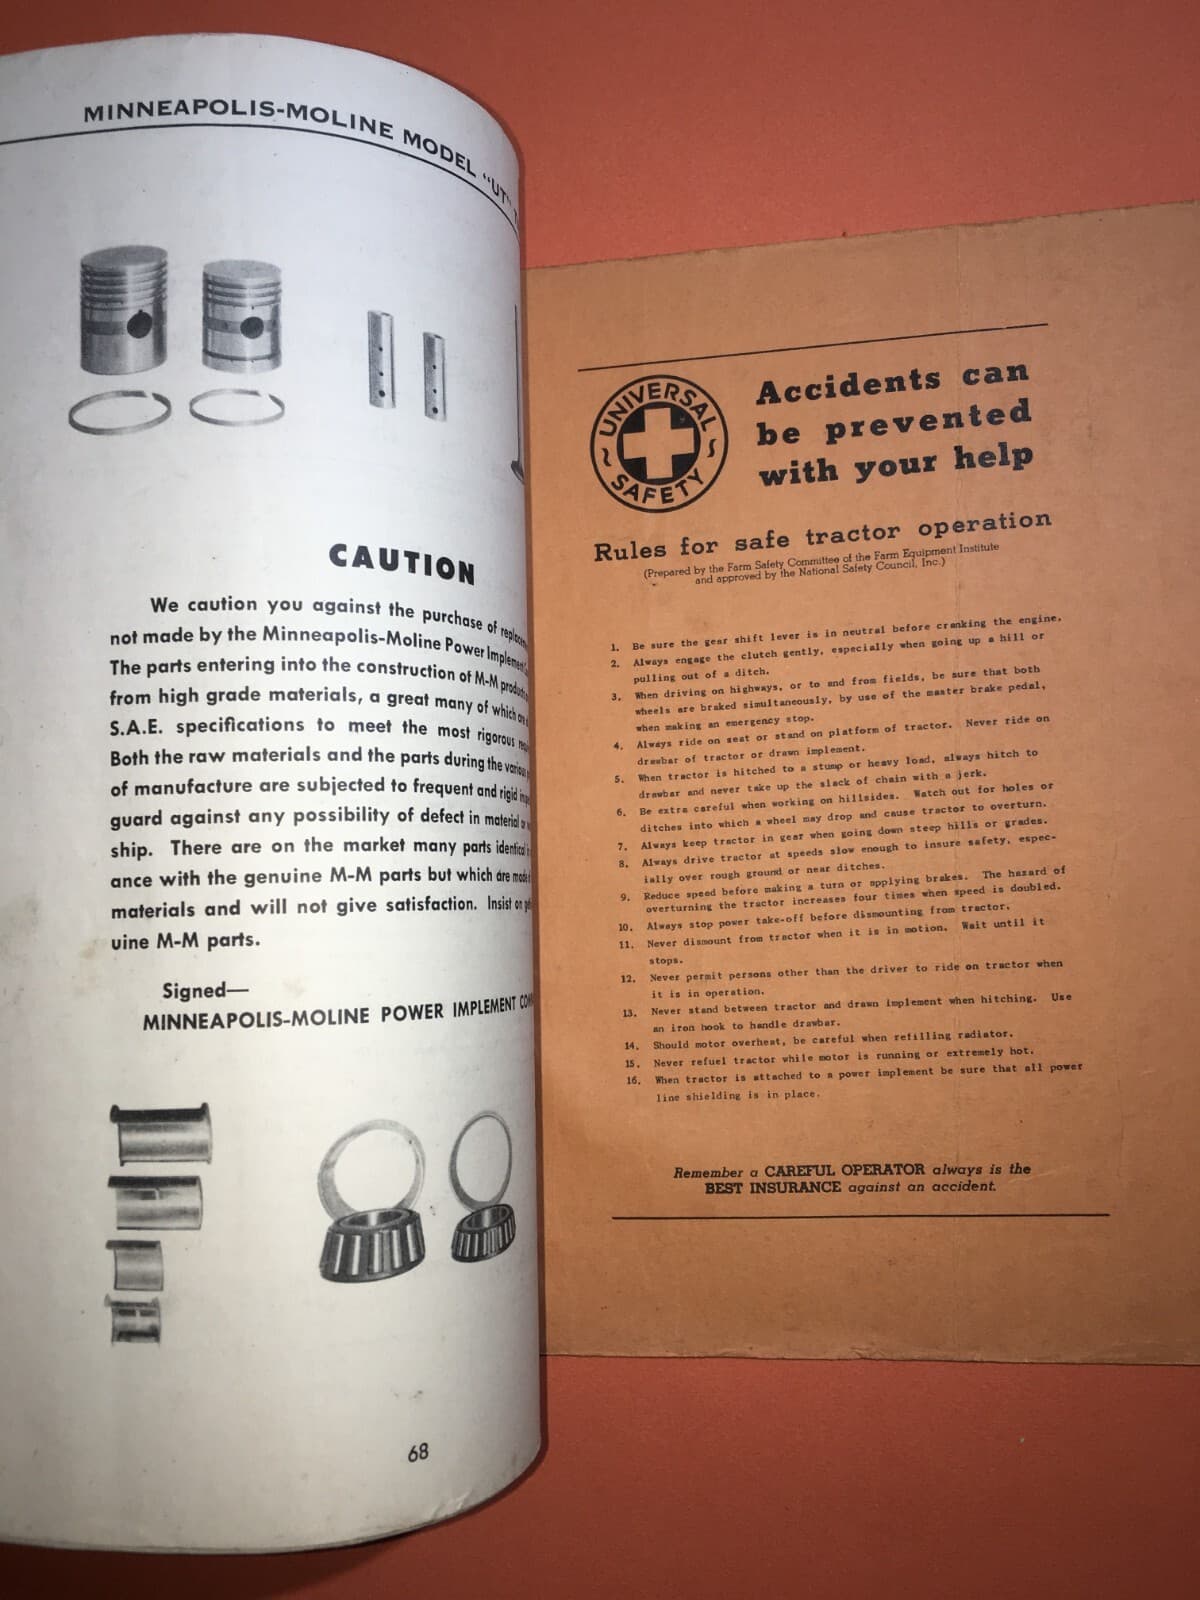 MINNEAPOLIS-MOLINE MODEL "UT"
CAUTION
We caution you against the purchase of
not made by the Minneapolis-Moline Power
The parts entering into the construction of M-M
from high grade materials, a great many of which
S.A.E. specifications to meet the most rigorous
Both the raw materials and the parts during the
of manufacture are subjected to frequent and rigid
guard against any possibility of defect in material
ship. There are on the market many parts
ance with the genuine M-M parts but which are
materials and will not give satisfaction. Insist on
uine M-M parts.
Signed—
MINNEAPOLIS-MOLINE POWER IMPLEMENT
68
UNIVERSAL
SAFETY
Accidents can
be prevented
with your help
Rules for safe tractor operation
(Prepared by the Farm Safety Committee of the Farm Equipment Institute
and approved by the National Safety Council, Inc.)
1. Be sure the gear shift lever is in neutral before cranking the engine.
2. Always engage the clutch gently, especially when going up a hill or
pulling out of a ditch.
3. When driving on highways, or to and from fields, be sure that both
wheels are braked simultaneously, by use of the master brake pedal,
when making an emergency stop.
4. Always ride on seat or stand on platform of tractor. Never ride on
drawbar of tractor or drawn implement.
5. When tractor is hitched to a stump or heavy load, always hitch to
drawbar and never take up the slack of chain with a jerk.
6. Be extra careful when working on hillsides. Watch out for holes or
ditches into which a wheel may drop and cause tractor to overturn.
7. Always keep tractor in gear when going down steep hills or grades.
8. Always drive tractor at speeds slow enough to insure safety, espec-
ially over rough ground or near ditches.
9. Reduce speed before making a turn or applying brakes. The hazard of
overturning the tractor increases four times when speed is doubled.
10. Always stop power take-off before dismounting from tractor.
11. Never dismount from tractor when it is in motion. Wait until it
stops.
12. Never permit persons other than the driver to ride on tractor when
it is in operation.
13. Never stand between tractor and drawn implement when hitching. Use
an iron hook to handle drawbar.
14. Should motor overheat, be careful when refilling radiator.
15. Never refuel tractor while motor is running or extremely hot.
16. When tractor is attached to a power implement be sure that all power
line shielding is in place.
Remember a CAREFUL OPERATOR always is the
BEST INSURANCE against an accident.